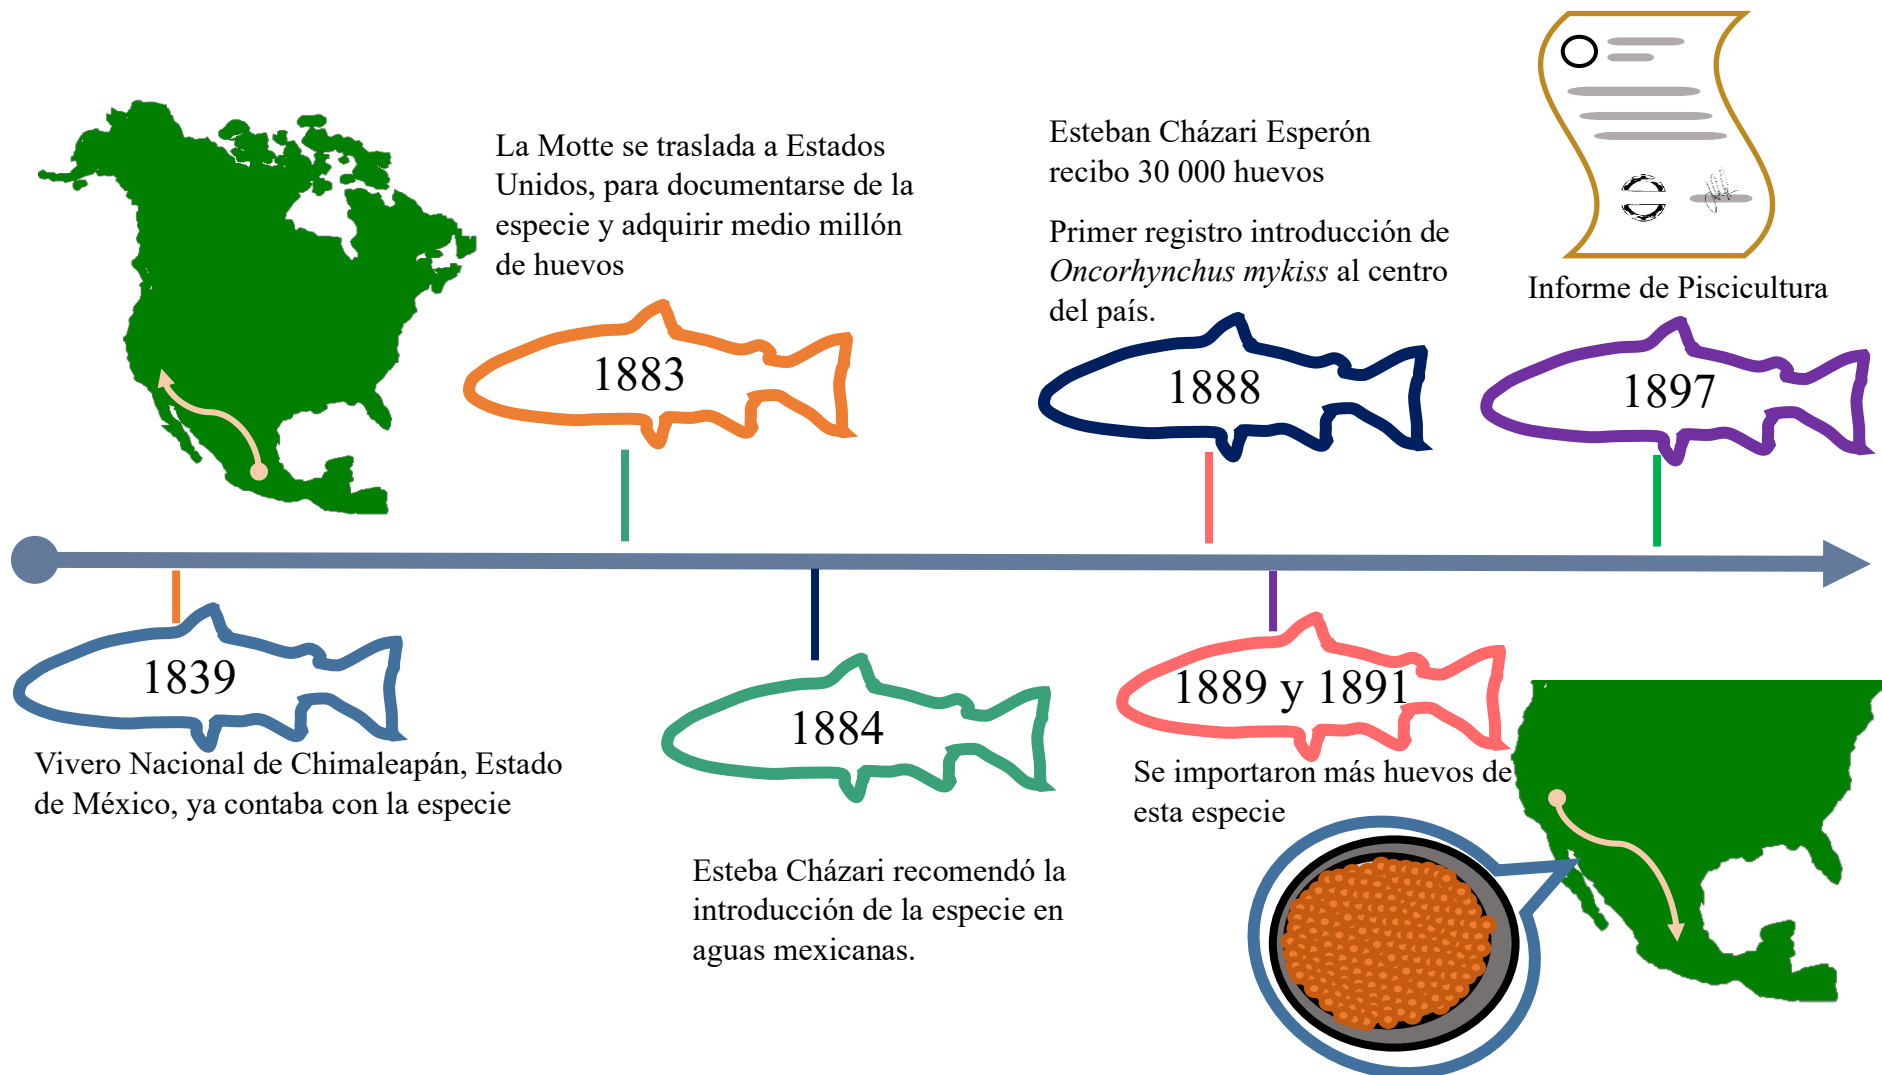 La Motte se traslada a Estados
Unidos, para documentarse de la
especie y adquirir medio millón
de huevos
1883
Esteban Cházari Esperón
recibo 30 000 huevos
Primer registro introducción de
Oncorhynchus mykiss al centro
del país.
1888
Informe de Piscicultura
1897
1839
Vivero Nacional de Chimaleapán, Estado
de México, ya contaba con la especie
1884
Esteba Cházari recomendó la
introducción de la especie en
aguas mexicanas.
1889 y 1891
Se importaron más huevos de
esta especie